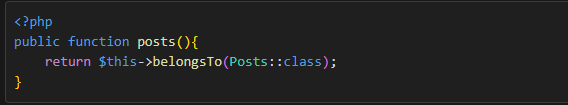 <?php
public function posts(){
    return $this->belongsTo(Posts::class);
}